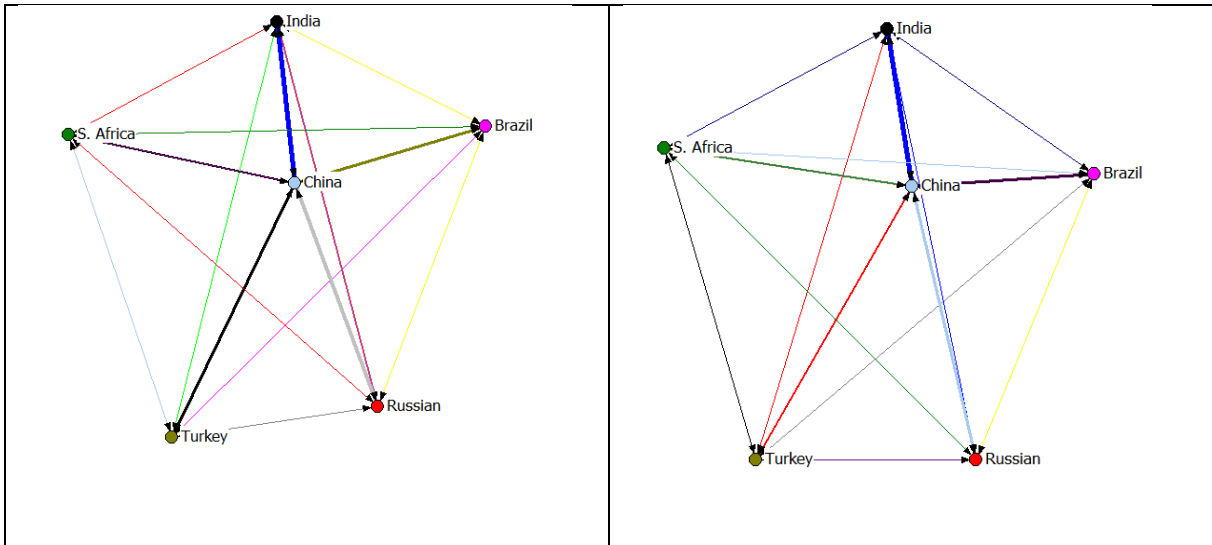 India
Brazil
S. Africa
China
Russian
Turkey
India
S. Africa
Brazil
China
Turkey
Russian